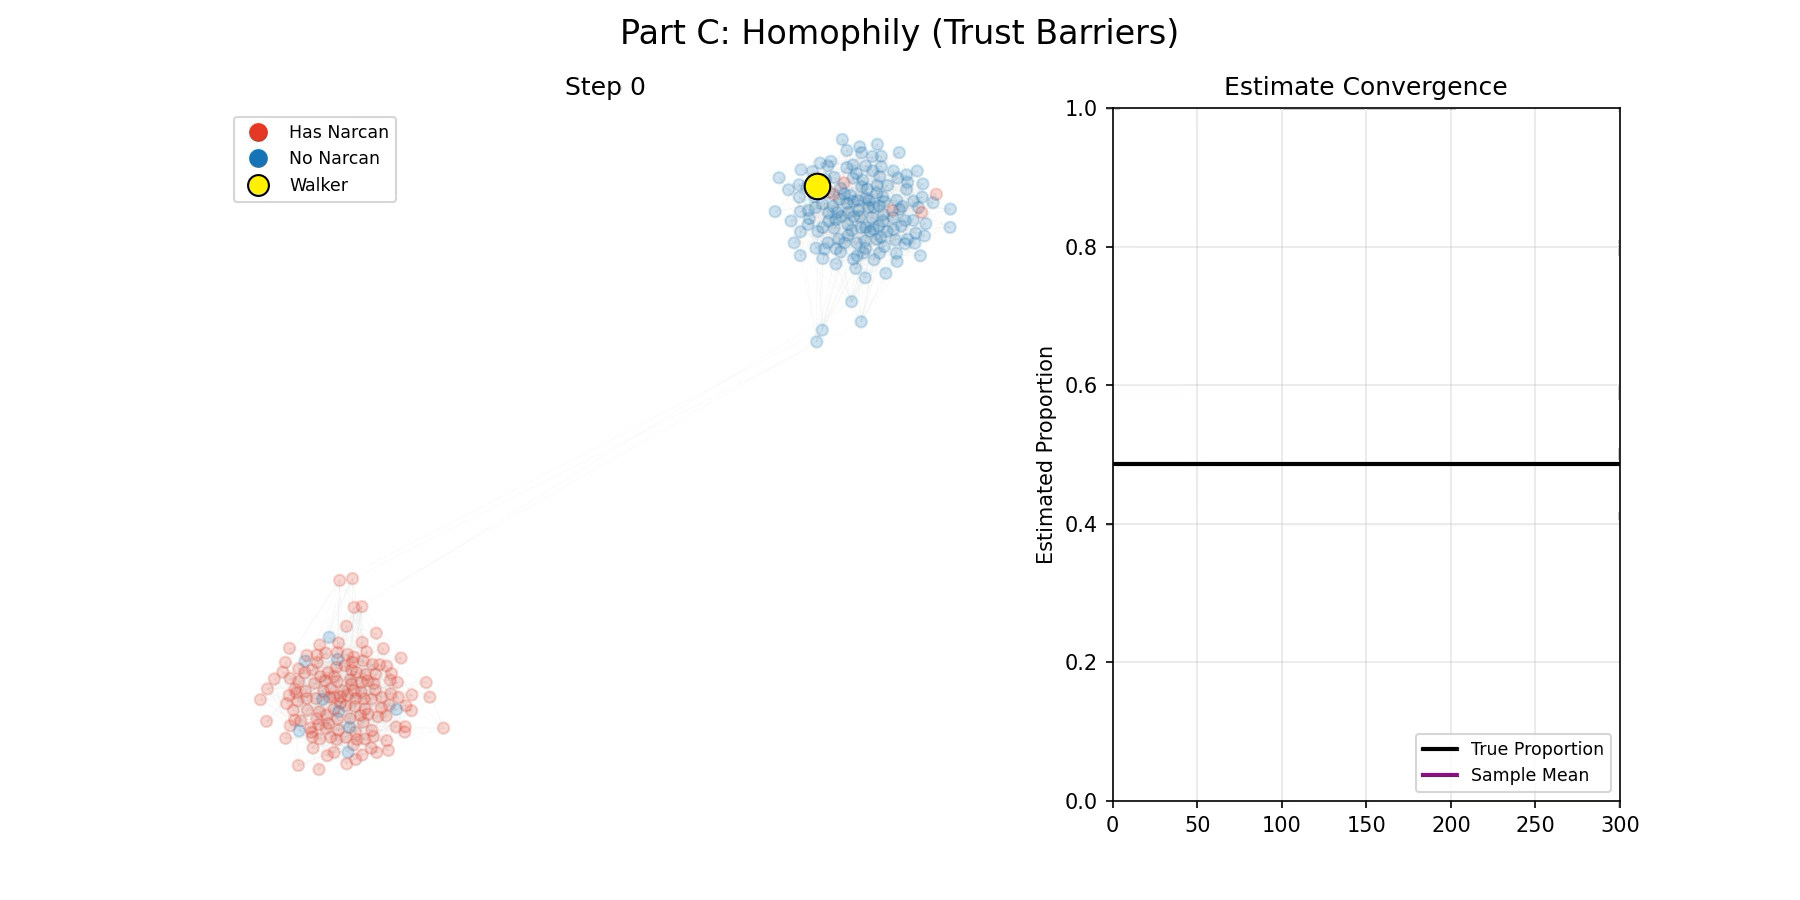 Part C: Homophily (Trust Barriers)
Step 0
Has Narcan
No Narcan
Walker
Estimate Convergence
Estimated Proportion
1.0
0.8
0.6
0.4
0.2
0.0
0 50 100 150 200 250 300
True Proportion
Sample Mean